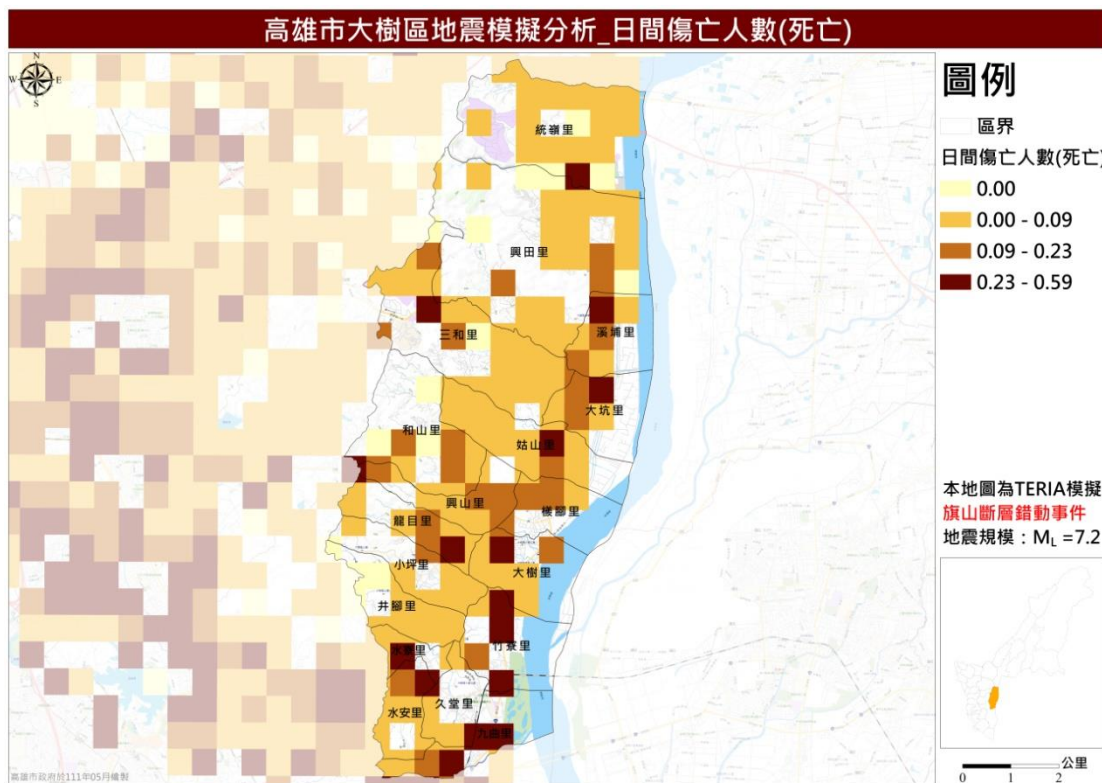 高雄市大樹區地震模擬分析_日間傷亡人數(死亡)
N
W
E
S
圖例
區界
日間傷亡人數(死亡)
0.00
0.00 - 0.09
0.09 - 0.23
0.23 - 0.59
統嶺里
興田里
三和里
溪埔里
大坑里
和山里
姑山里
興山里
樣腳里
龍目里
小坪里
大樹里
井腳里
水寮里
竹寮里
久堂里
水安里
九曲里
本地圖為TERIA模擬
旗山斷層錯動事件
地震規模：ML =7.2
公里
0 1 2
高雄市政府於111年05月繪製